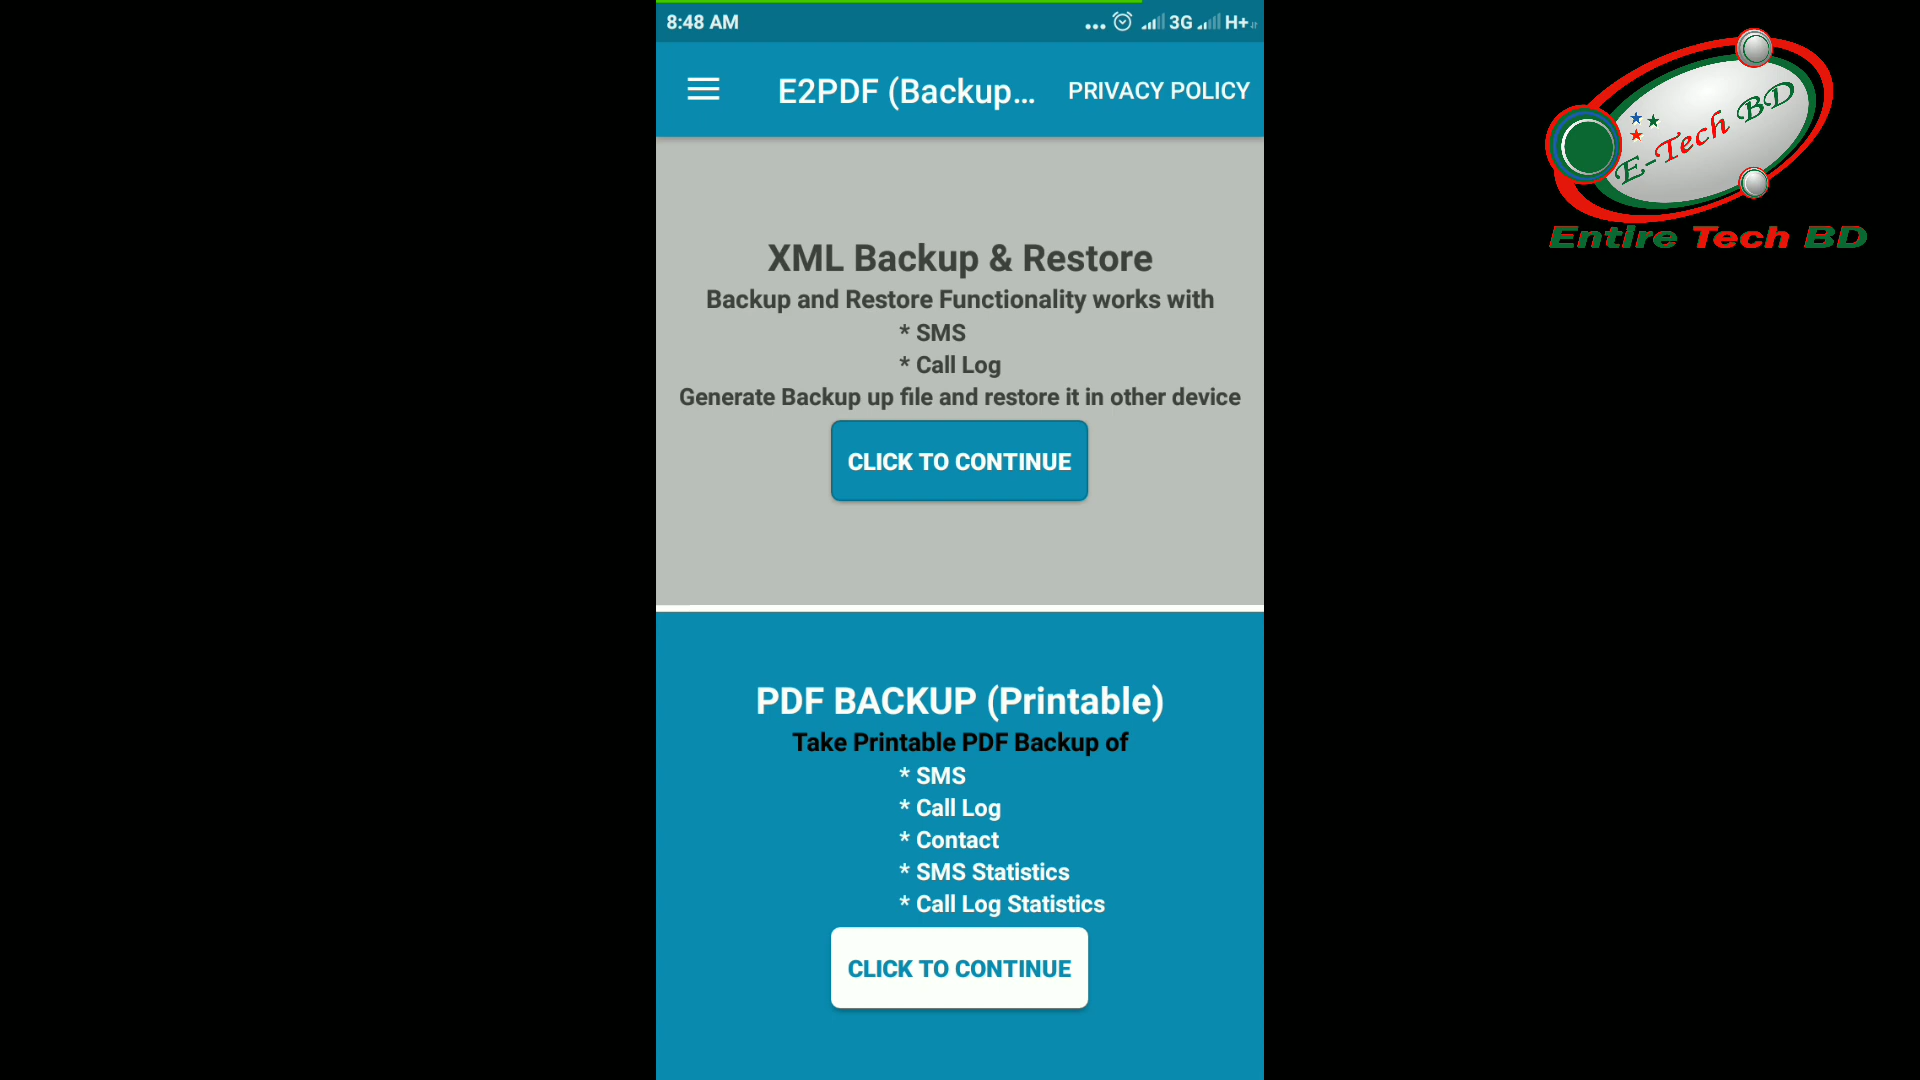 8:48 AM
... 3G H+
E2PDF (Backup...
PRIVACY POLICY
XML Backup & Restore
Backup and Restore Functionality works with
* SMS
* Call Log
Generate Backup up file and restore it in other device
CLICK TO CONTINUE
PDF BACKUP (Printable)
Take Printable PDF Backup of
* SMS
* Call Log
* Contact
* SMS Statistics
* Call Log Statistics
CLICK TO CONTINUE
E-Tech BD
Entire Tech BD